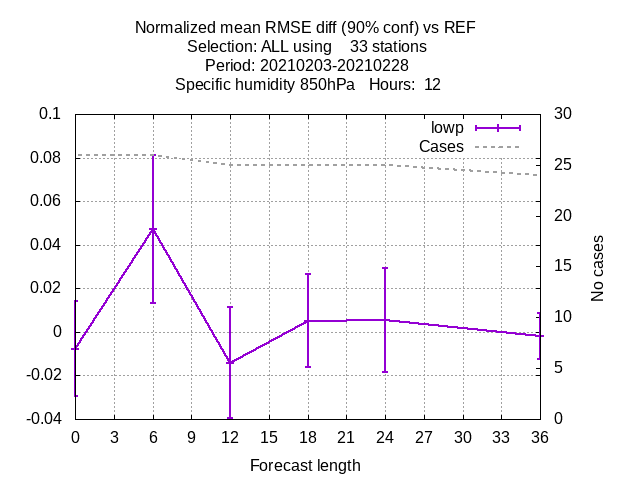 Normalized mean RMSE diff (90% conf) vs REF
Selection: ALL using    33 stations
Period: 20210203-20210228
Specific humidity 850hPa   Hours:  12
lowp
Cases
0.1
0.08
0.06
0.04
0.02
0
-0.02
-0.04
30
25
20
15
10
5
0
No cases
0 3 6 9 12 15 18 21 24 27 30 33 36
Forecast length